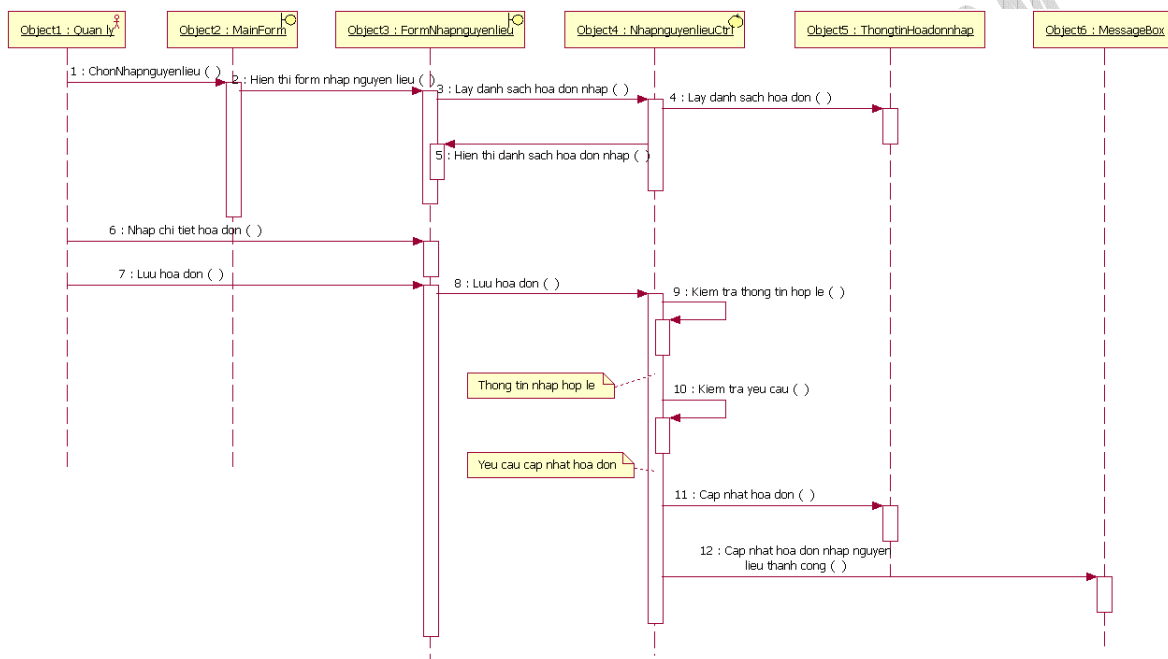 Object1 : Quan ly
Object2 : MainForm
Object3 : FormNhapnguyenlieu
Object4 : NhapnguyenlieuCtrl
Object5 : ThongtinHoadonnhap
Object6 : MessageBox
1 : ChonNhapnguyenlieu ( )
2 : Hien thi form nhap nguyen lieu ( )
3 : Lay danh sach hoa don nhap ( )
4 : Lay danh sach hoa don ( )
5 : Hien thi danh sach hoa don nhap ( )
6 : Nhap chi tiet hoa don ( )
7 : Luu hoa don ( )
8 : Luu hoa don ( )
9 : Kiem tra thong tin hop le ( )
Thong tin nhap hop le
10 : Kiem tra yeu cau ( )
Yeu cau cap nhat hoa don
11 : Cap nhat hoa don ( )
12 : Cap nhat hoa don nhap nguyen
lieu thanh cong ( )